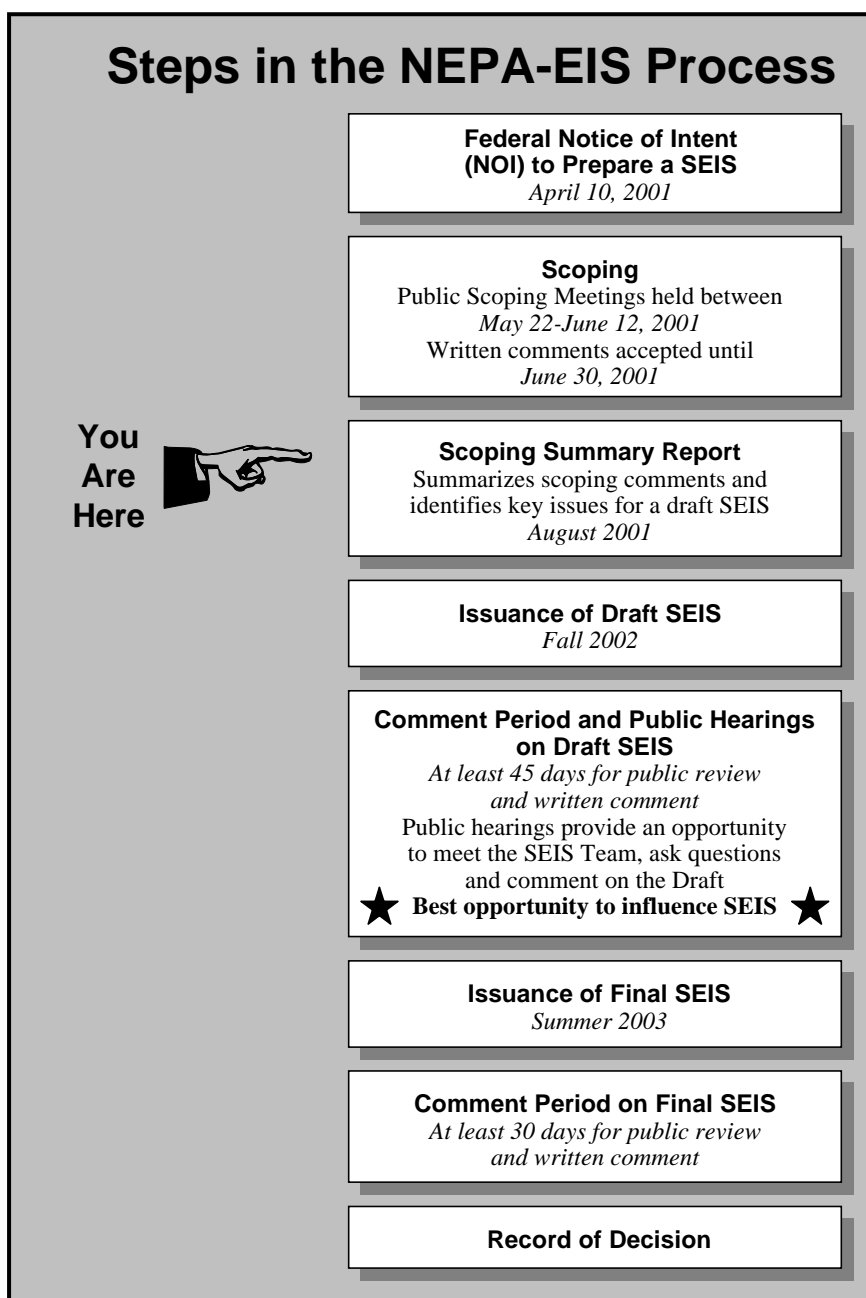 Steps in the NEPA-EIS Process
Federal Notice of Intent
(NOI) to Prepare a SEIS
April 10, 2001
Scoping
Public Scoping Meetings held between
May 22-June 12, 2001
Written comments accepted until
June 30, 2001
You
Are
Here
Scoping Summary Report
Summarizes scoping comments and
identifies key issues for a draft SEIS
August 2001
Issuance of Draft SEIS
Fall 2002
Comment Period and Public Hearings
on Draft SEIS
At least 45 days for public review
and written comment
Public hearings provide an opportunity
to meet the SEIS Team, ask questions
and comment on the Draft
Best opportunity to influence SEIS
Issuance of Final SEIS
Summer 2003
Comment Period on Final SEIS
At least 30 days for public review
and written comment
Record of Decision